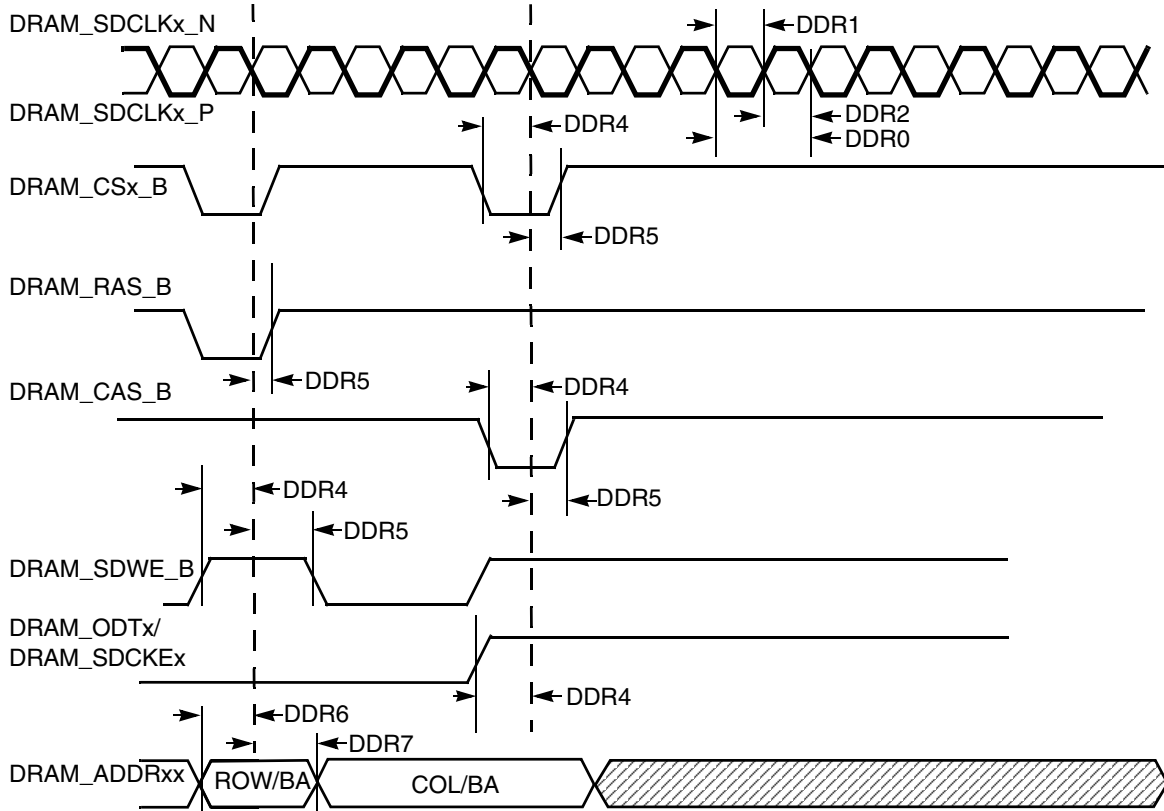 DRAM_SDCLKx_N
DDR1
DRAM_SDCLKx_P
DDR4
DDR2
DDR0
DRAM_CSx_B
DDR5
DRAM_RAS_B
DDR5
DDR4
DRAM_CAS_B
DDR4
DDR5
DDR5
DRAM_SDWE_B
DRAM_ODTx/
DRAM_SDCKEx
DDR4
DDR6
DDR7
DRAM_ADDRxx
ROW/BA
COL/BA